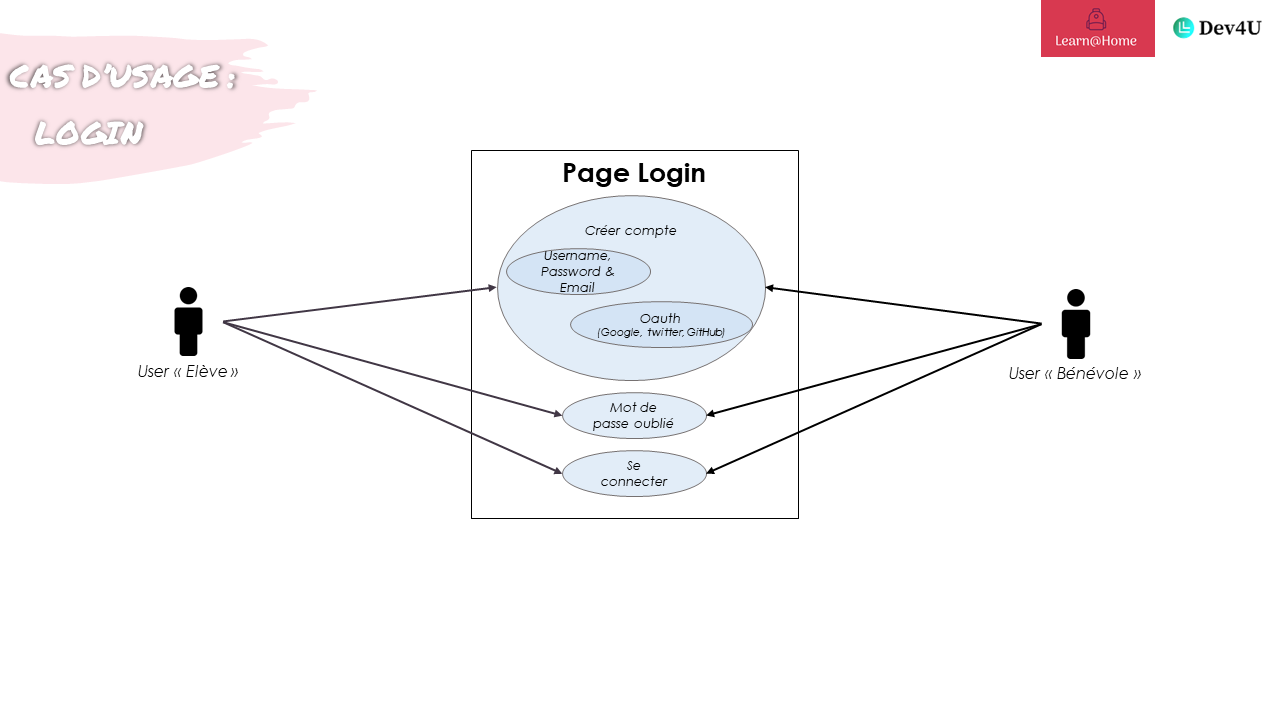 Learn@Home
Dev4U
CAS D'USAGE :
LOGIN
Page Login
Créer compte
Username,
Password &
Email
Oauth
(Google, twitter, GitHub)
User « Elève »
User « Bénévole »
Mot de
passe oublié
Se
connecter